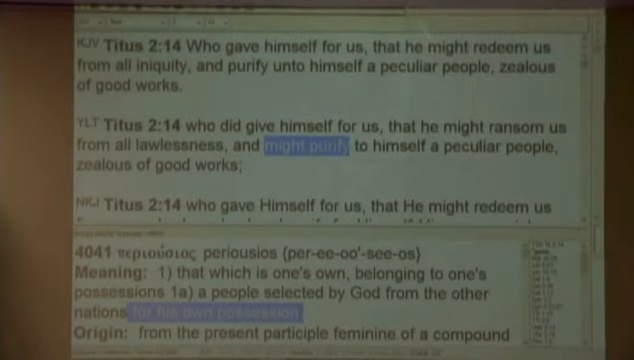 KJV Titus 2:14 Who gave himself for us, that he might redeem us
from all iniquity, and purify unto himself a peculiar people, zealous
of good works.
YLT Titus 2:14 who did give himself for us, that he might ransom us
from all lawlessness, and might purify to himself a peculiar people,
zealous of good works;
NKJ Titus 2:14 who gave Himself for us, that He might redeem us
4041 περιούσιος periousios {per-ee-oo'-see-os}
Meaning: 1) that which is one's own, belonging to one's
possessions 1a) a people selected by God from the other
nations for his own possession
Origin: from the present participle feminine of a compound